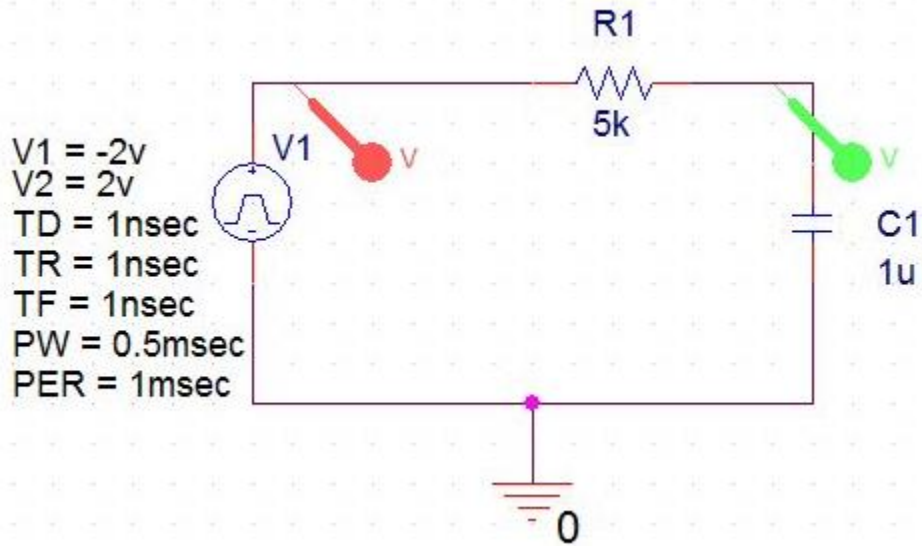 R1
5k
V1 = -2v
V2 = 2v
TD = 1nsec
TR = 1nsec
TF = 1nsec
PW = 0.5msec
PER = 1msec
V1
V
V
C1
1u
0